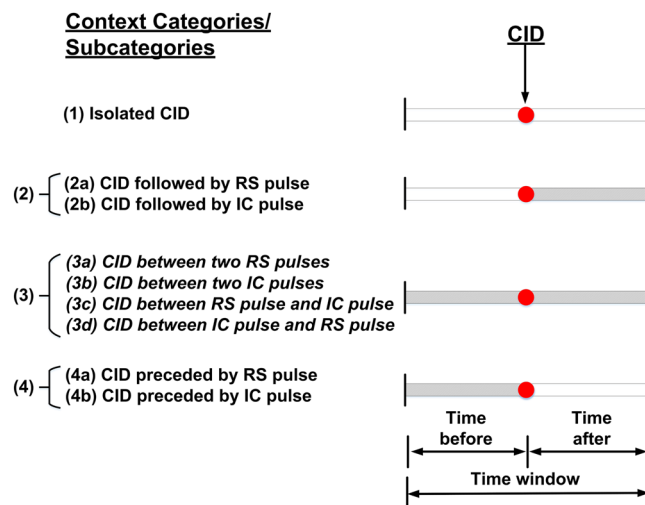 Context Categories/
Subcategories
CID
(1) Isolated CID
(2)
(2a) CID followed by RS pulse
(2b) CID followed by IC pulse
(3)
(3a) CID between two RS pulses
(3b) CID between two IC pulses
(3c) CID between RS pulse and IC pulse
(3d) CID between IC pulse and RS pulse
(4)
(4a) CID preceded by RS pulse
(4b) CID preceded by IC pulse
Time
before
Time
after
Time window